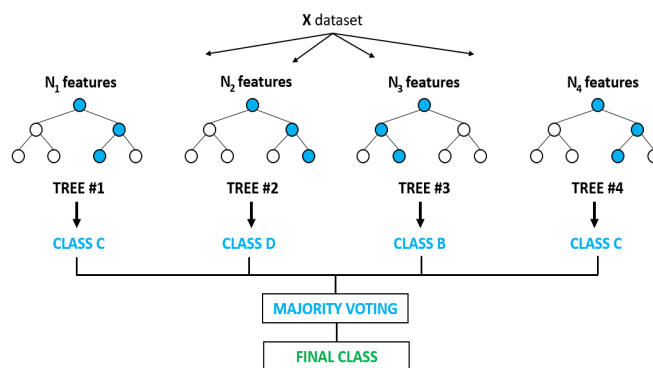 X dataset
N₁ features
N₂ features
N₃ features
N₄ features
TREE #1
TREE #2
TREE #3
TREE #4
CLASS C
CLASS D
CLASS B
CLASS C
MAJORITY VOTING
FINAL CLASS